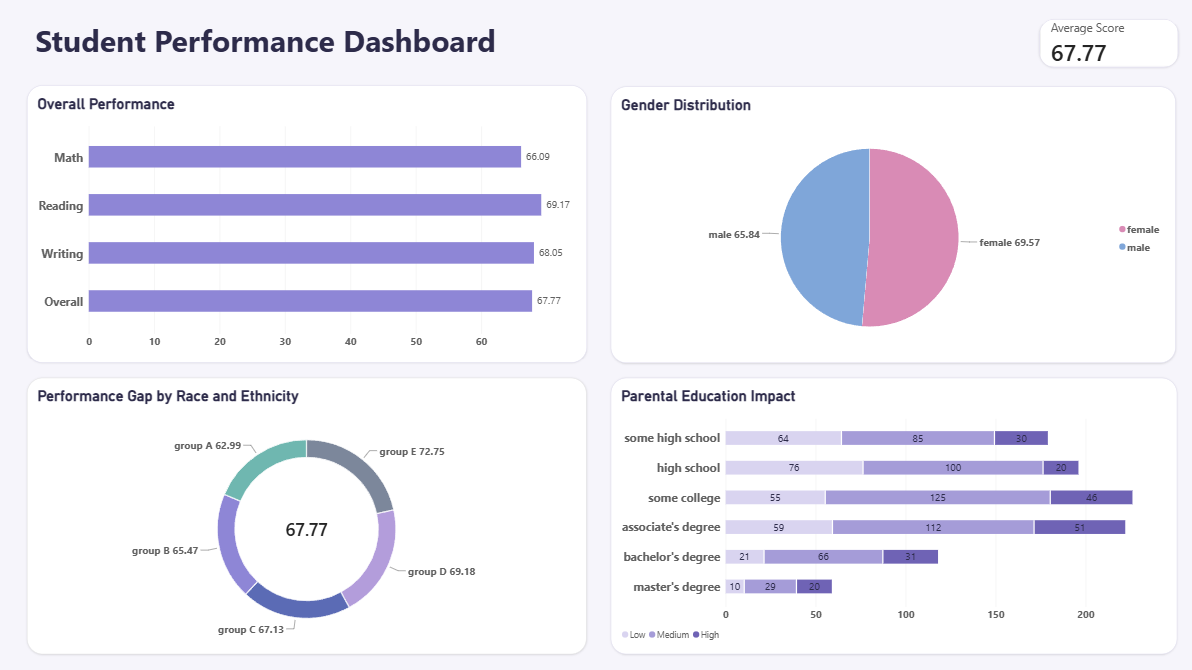 Student Performance Dashboard
Average Score
67.77
Overall Performance
Math 66.09
Reading 69.17
Writing 68.05
Overall 67.77
0 10 20 30 40 50 60
Gender Distribution
male 65.84
female 69.57
female
male
Performance Gap by Race and Ethnicity
group A 62.99
group E 72.75
67.77
group B 65.47
group D 69.18
group C 67.13
Parental Education Impact
some high school 64 85 30
high school 76 100 20
some college 55 125 46
associate's degree 59 112 51
bachelor's degree 21 66 31
master's degree 10 29 20
0 50 100 150 200
Low Medium High